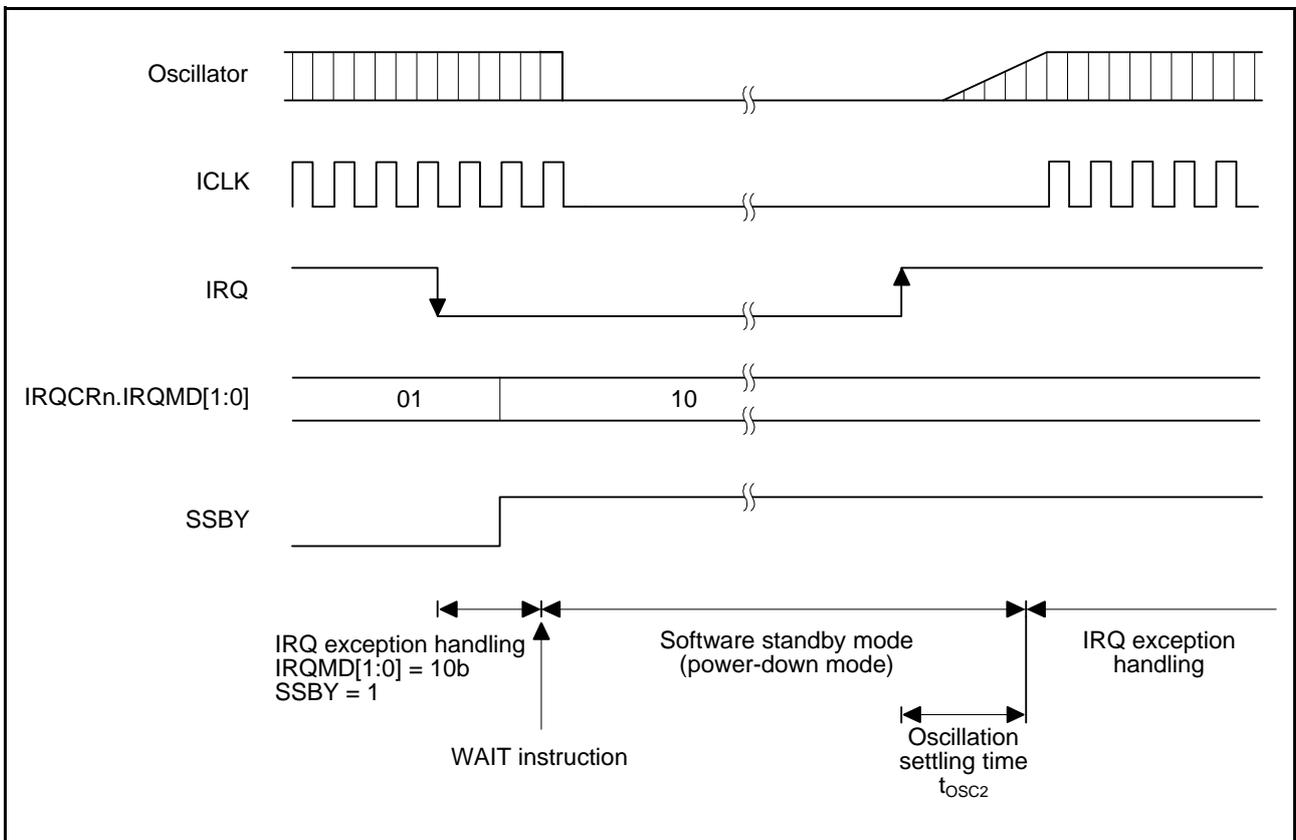 Oscillator
ICLK
IRQ
IRQCRn.IRQMD[1:0]
01
10
SSBY
IRQ exception handling
IRQMD[1:0] = 10b
SSBY = 1
WAIT instruction
Software standby mode
(power-down mode)
Oscillation
settling time
tOSC2
IRQ exception
handling